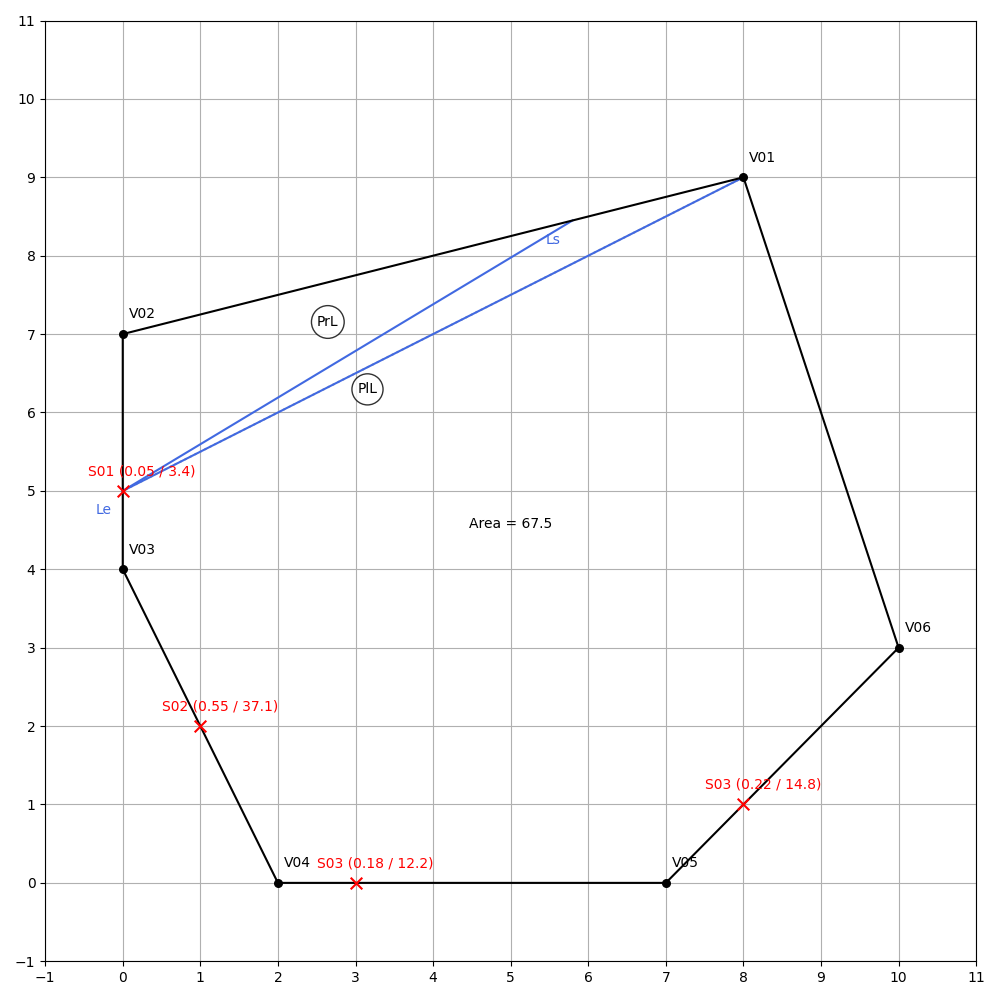 11
10
V01
9
8
Ls
V02
PrL
7
PlL
6
S01 (0.05 / 3.4)
5
Le
Area = 67.5
V03
4
V06
3
S02 (0.55 / 37.1)
2
S03 (0.22 / 14.8)
1
V04 S03 (0.18 / 12.2) V05
0
−1
−1 0 1 2 3 4 5 6 7 8 9 10 11